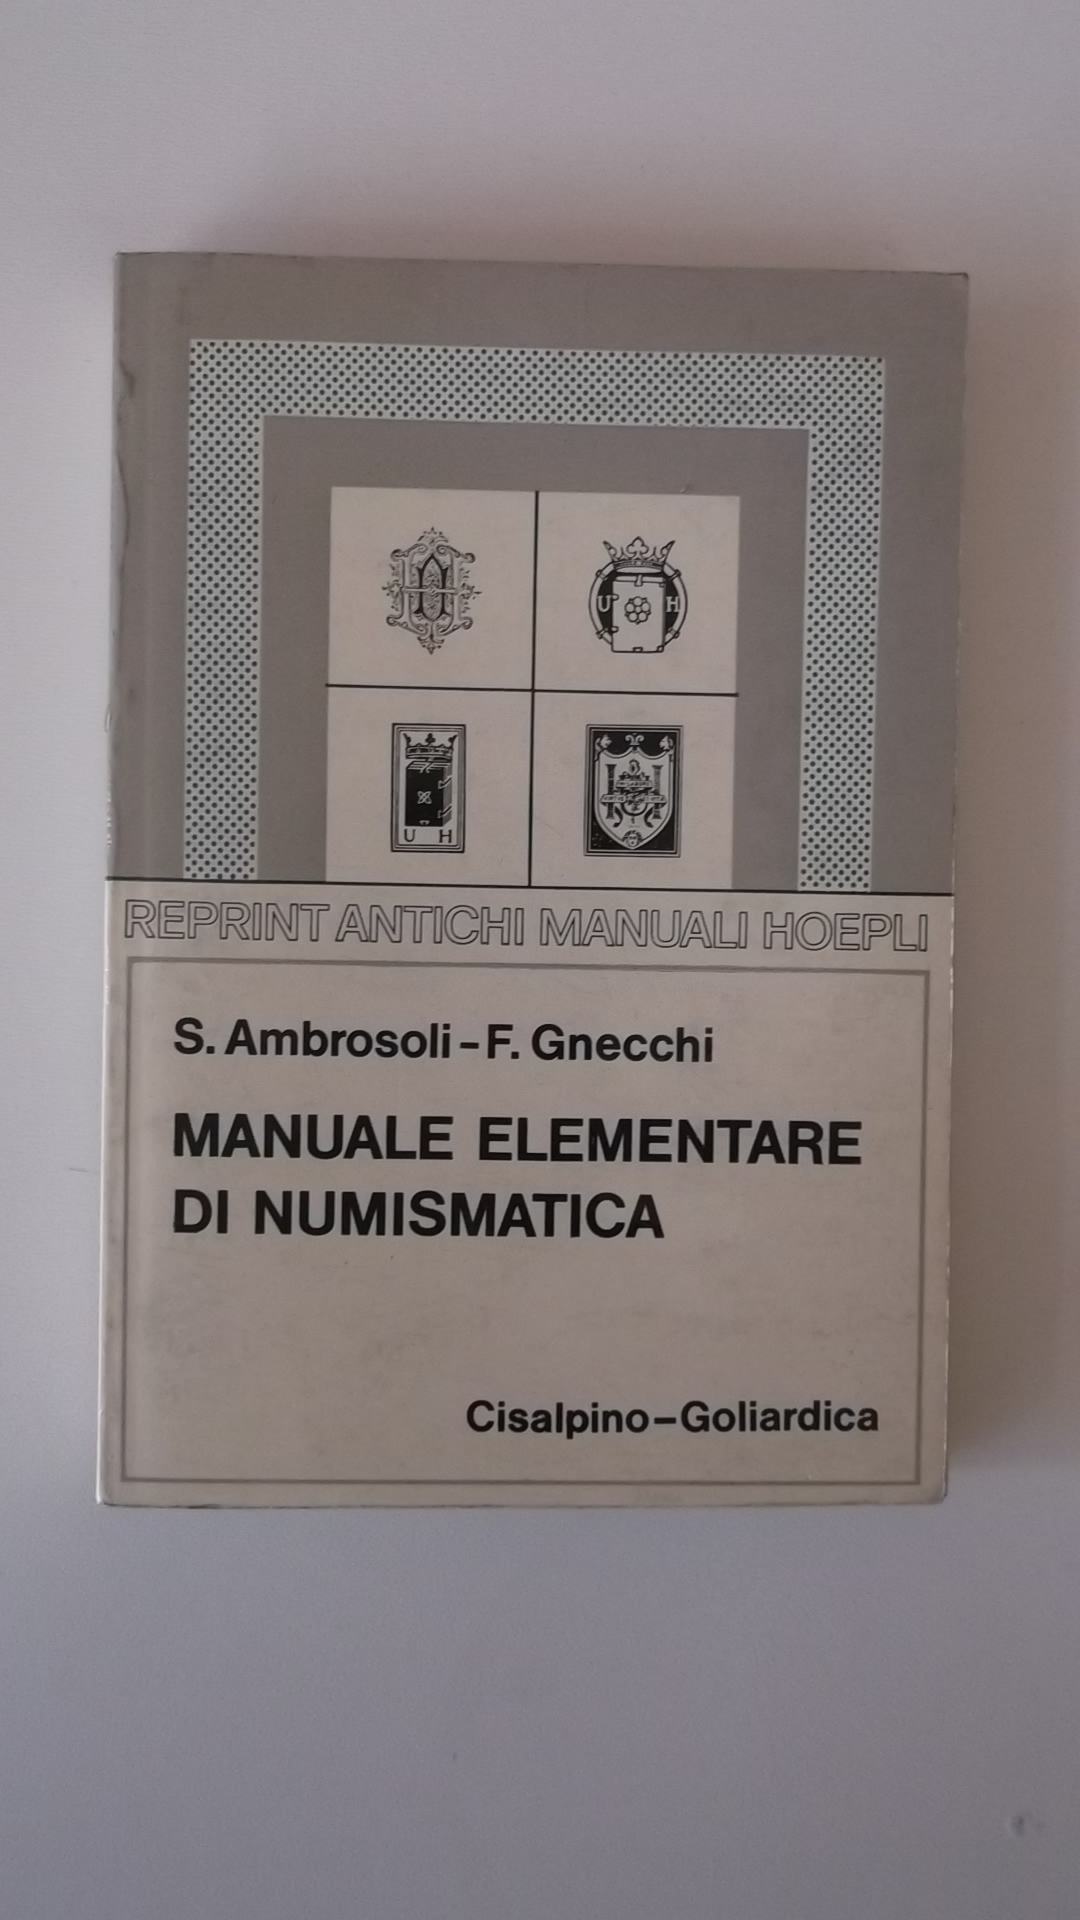 U H
U H
REPRINT ANTICHI MANUALI HOEPLI
S. Ambrosoli - F. Gnecchi
MANUALE ELEMENTARE
DI NUMISMATICA
Cisalpino - Goliardica